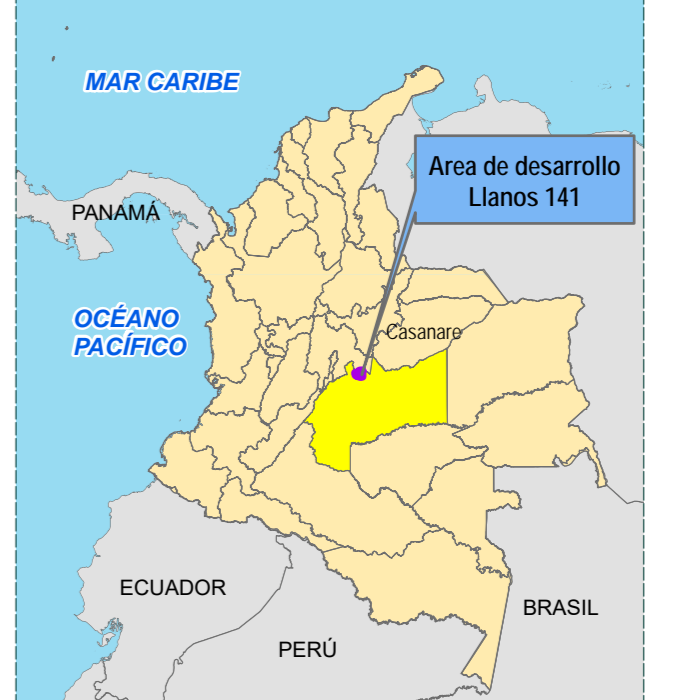 MAR CARIBE
Area de desarrollo
Llanos 141
PANAMÁ
OCÉANO
PACÍFICO
Casanare
ECUADOR
BRASIL
PERÚ